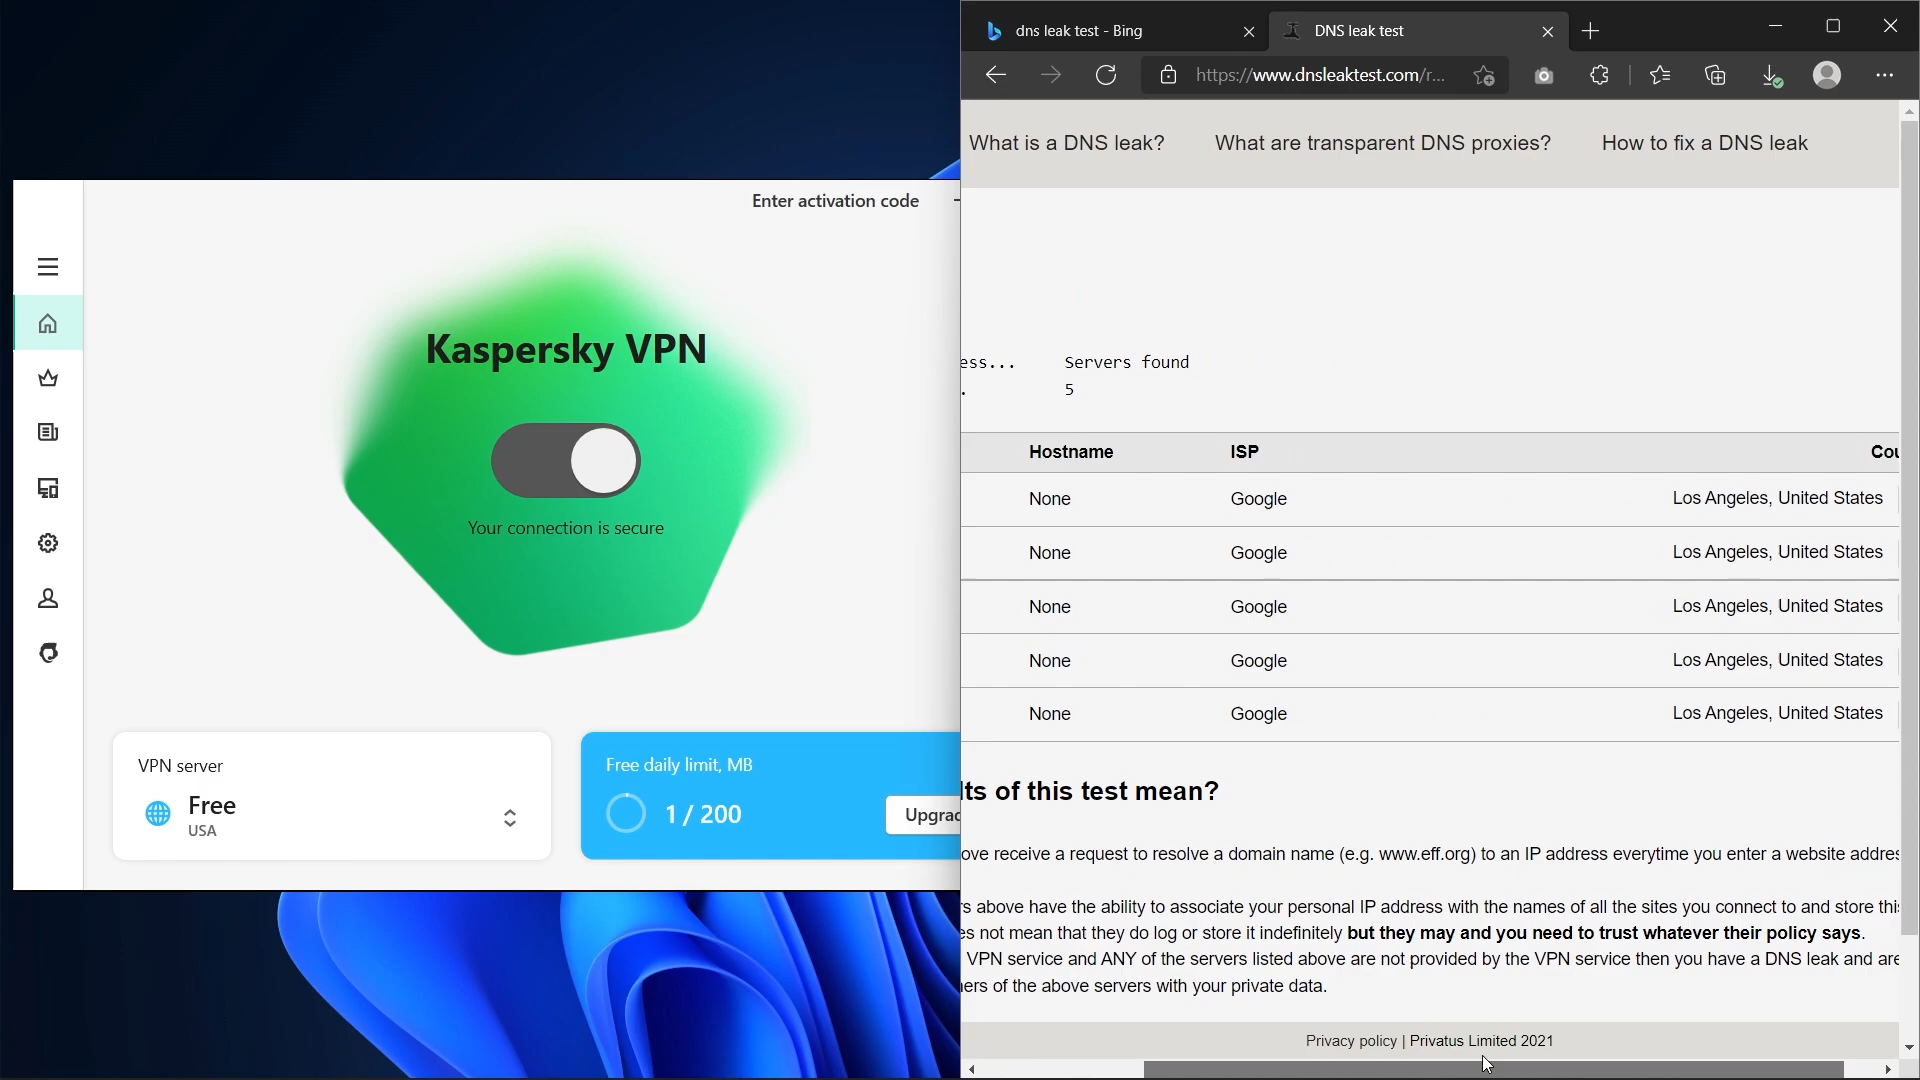 Enter activation code
Kaspersky VPN
Your connection is secure
VPN server
Free
USA
Free daily limit, MB
1 / 200
Upgrad
dns leak test - Bing
DNS leak test
https://www.dnsleaktest.com/r...
What is a DNS leak? What are transparent DNS proxies? How to fix a DNS leak
ess... Servers found
. 5
Hostname ISP Cou
None Google Los Angeles, United States
None Google Los Angeles, United States
None Google Los Angeles, United States
None Google Los Angeles, United States
None Google Los Angeles, United States
lts of this test mean?
ove receive a request to resolve a domain name (e.g. www.eff.org) to an IP address everytime you enter a website addres
rs above have the ability to associate your personal IP address with the names of all the sites you connect to and store this
es not mean that they do log or store it indefinitely but they may and you need to trust whatever their policy says.
VPN service and ANY of the servers listed above are not provided by the VPN service then you have a DNS leak and are
ners of the above servers with your private data.
Privacy policy | Privatus Limited 2021